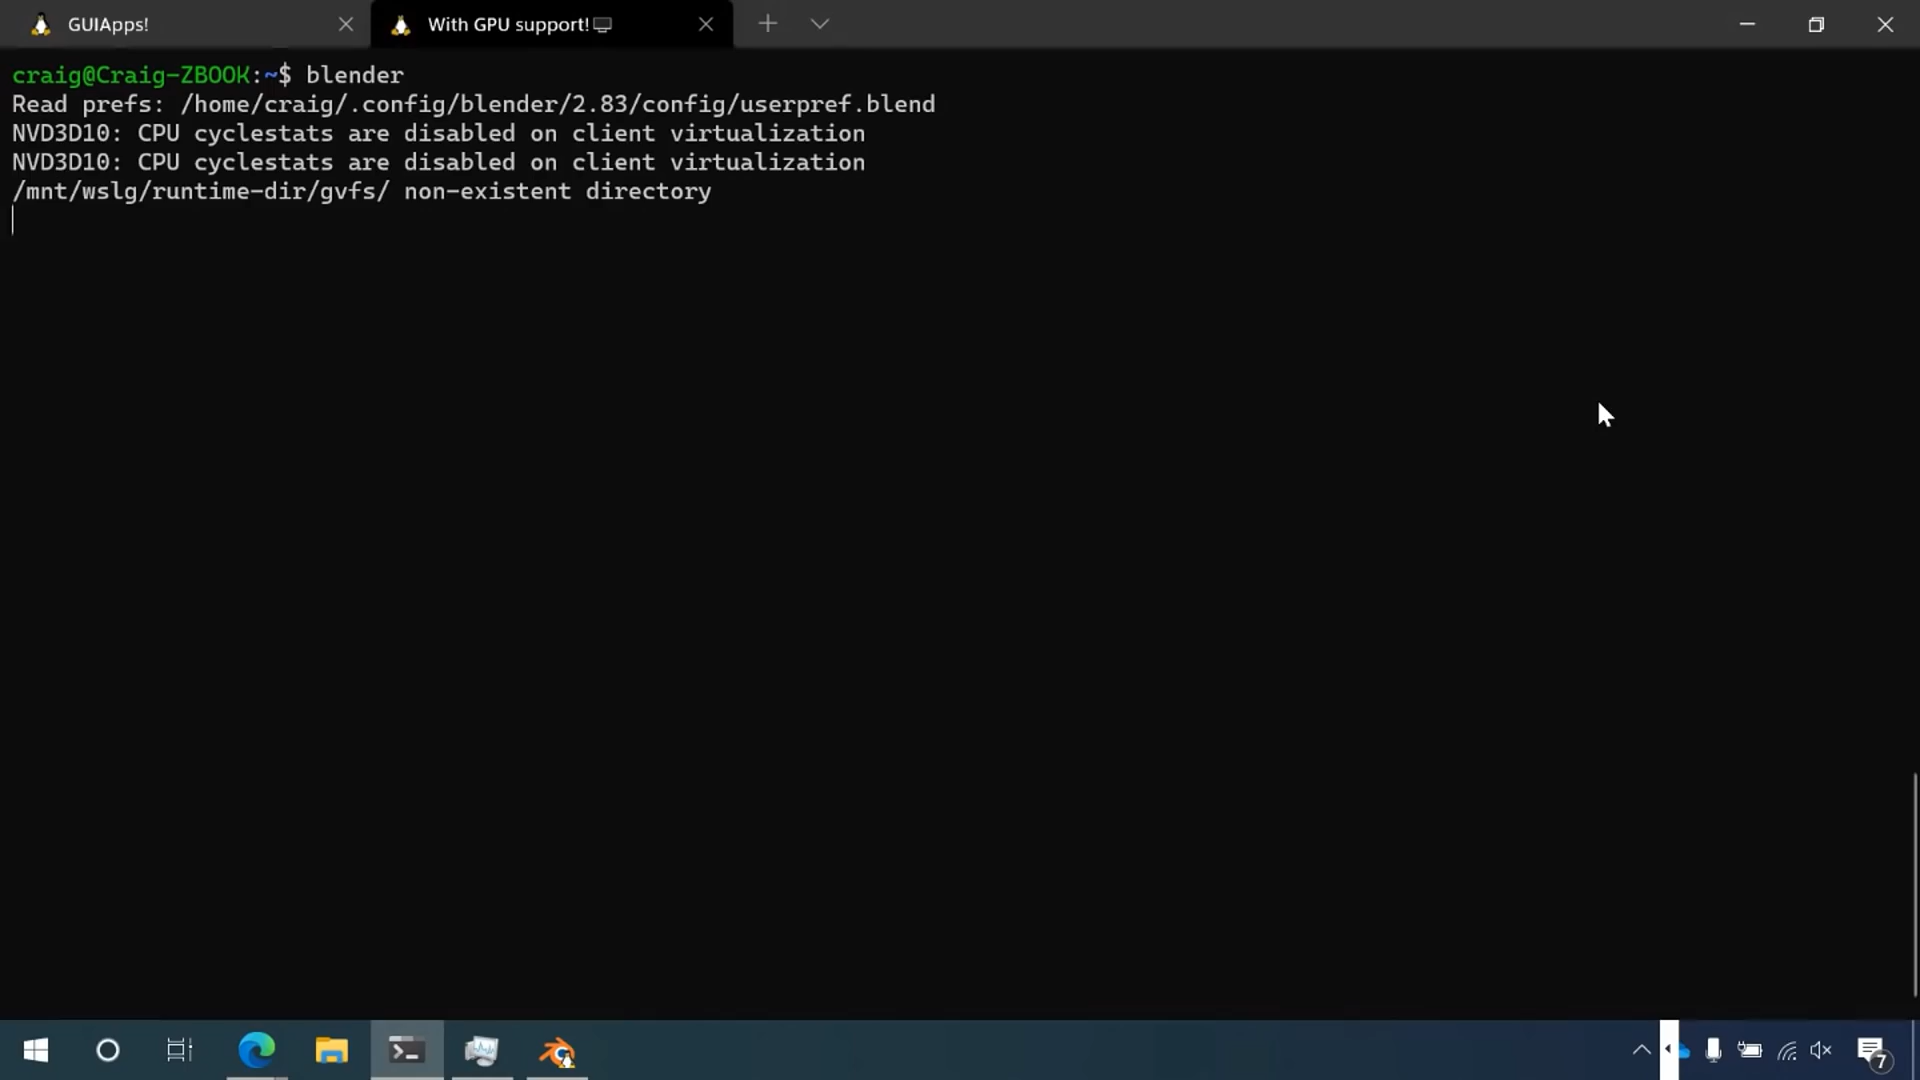 GUIApps!
With GPU support!
craig@Craig-ZBOOK:~$ blender
Read prefs: /home/craig/.config/blender/2.83/config/userpref.blend
NVD3D10: CPU cyclestats are disabled on client virtualization
NVD3D10: CPU cyclestats are disabled on client virtualization
/mnt/wslg/runtime-dir/gvfs/ non-existent directory
7